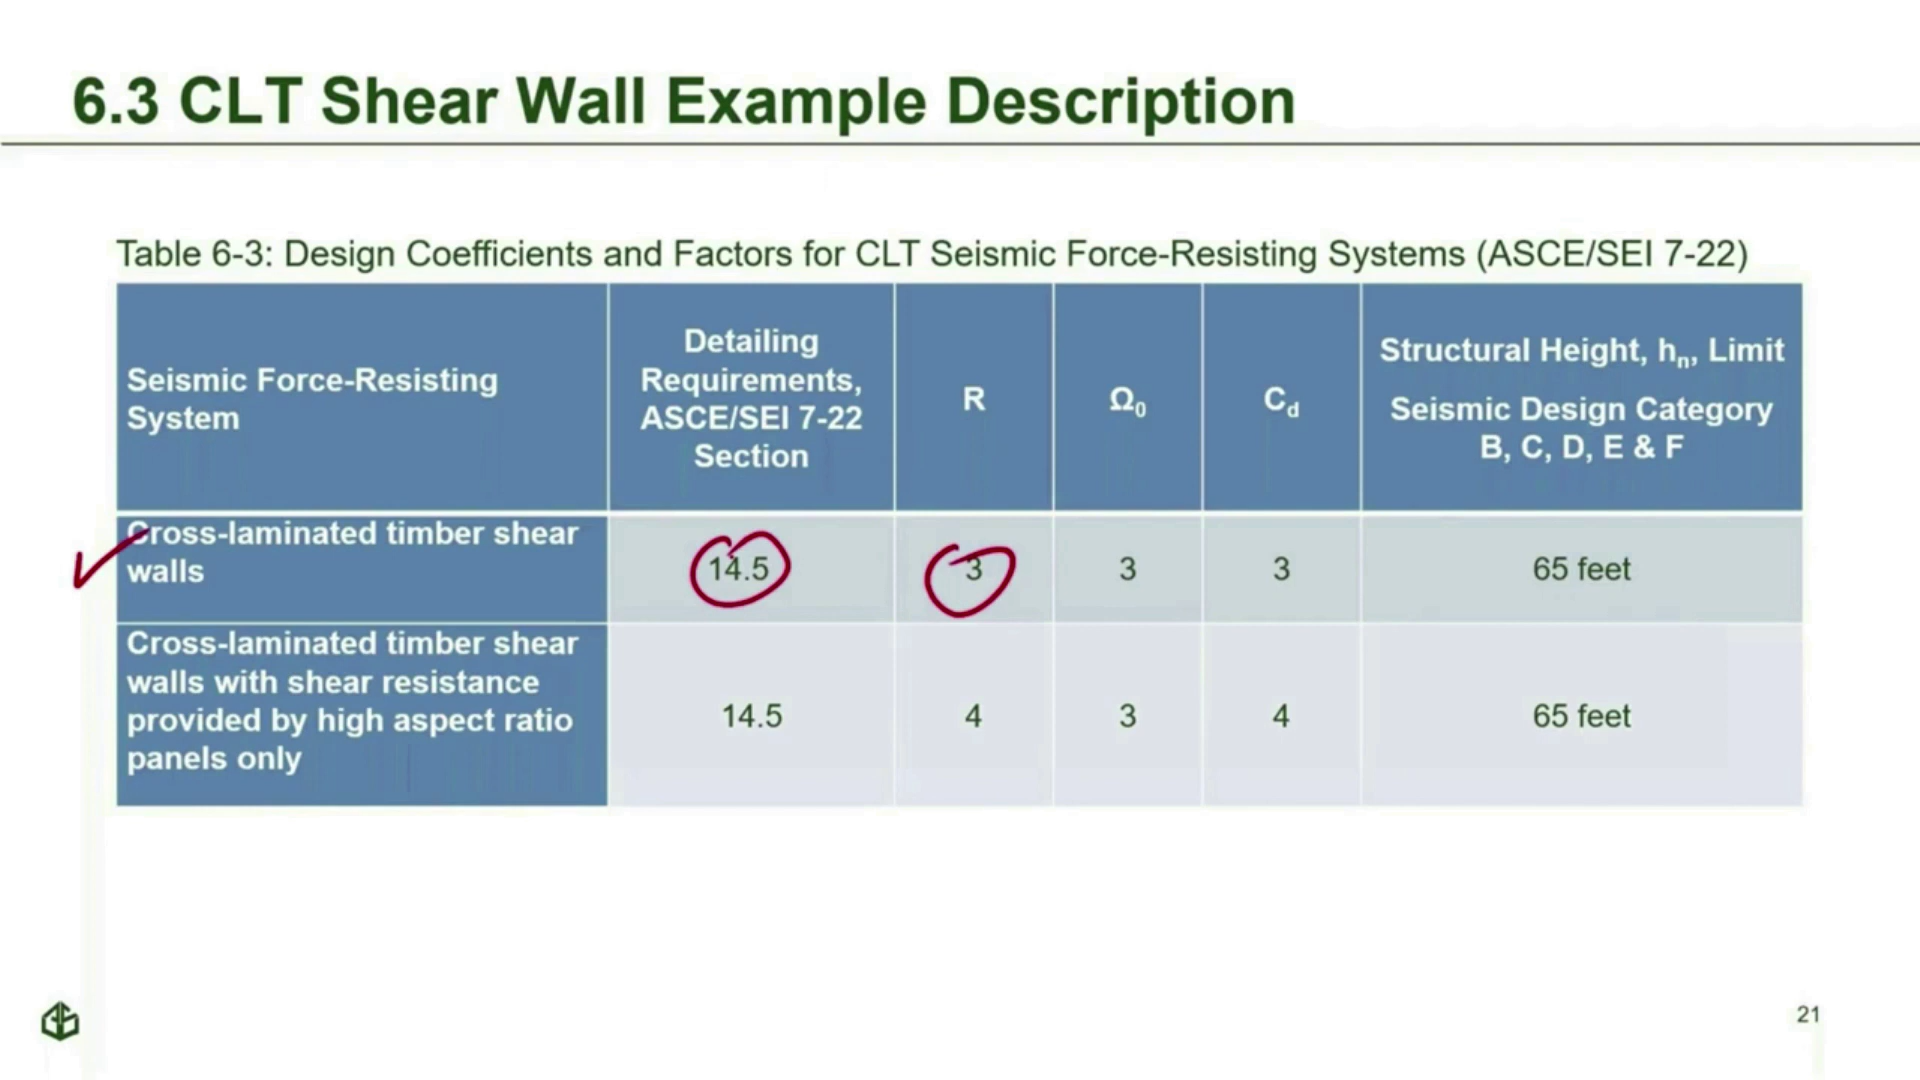 6.3 CLT Shear Wall Example Description
Table 6-3: Design Coefficients and Factors for CLT Seismic Force-Resisting Systems (ASCE/SEI 7-22)
Seismic Force-Resisting
System
Detailing
Requirements,
ASCE/SEI 7-22
Section
R
Ω0
Cd
Structural Height, hn, Limit
Seismic Design Category
B, C, D, E & F
Cross-laminated timber shear
walls
14.5
3
3
3
65 feet
Cross-laminated timber shear
walls with shear resistance
provided by high aspect ratio
panels only
14.5
4
3
4
65 feet
21